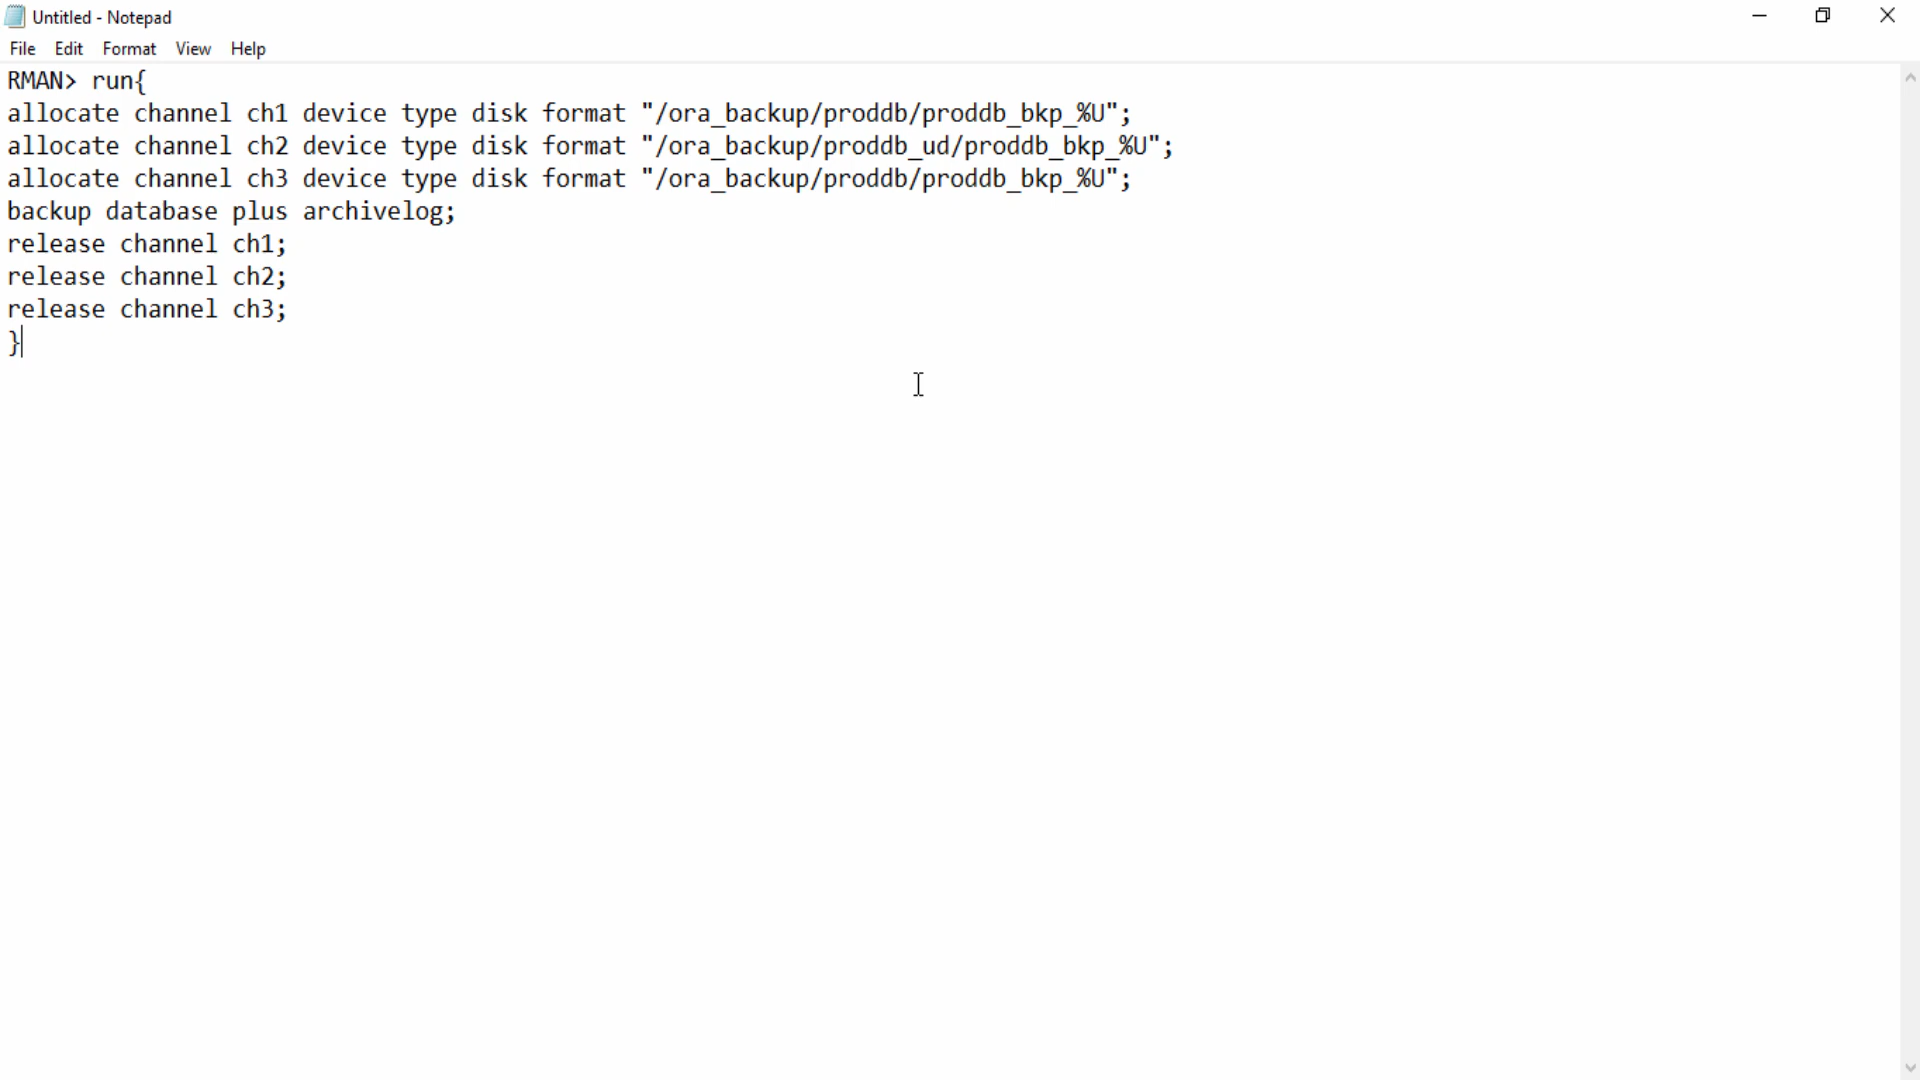 Untitled - Notepad
File Edit Format View Help
RMAN> run{
allocate channel ch1 device type disk format "/ora_backup/proddb/proddb_bkp_%U";
allocate channel ch2 device type disk format "/ora_backup/proddb_ud/proddb_bkp_%U";
allocate channel ch3 device type disk format "/ora_backup/proddb/proddb_bkp_%U";
backup database plus archivelog;
release channel ch1;
release channel ch2;
release channel ch3;
}